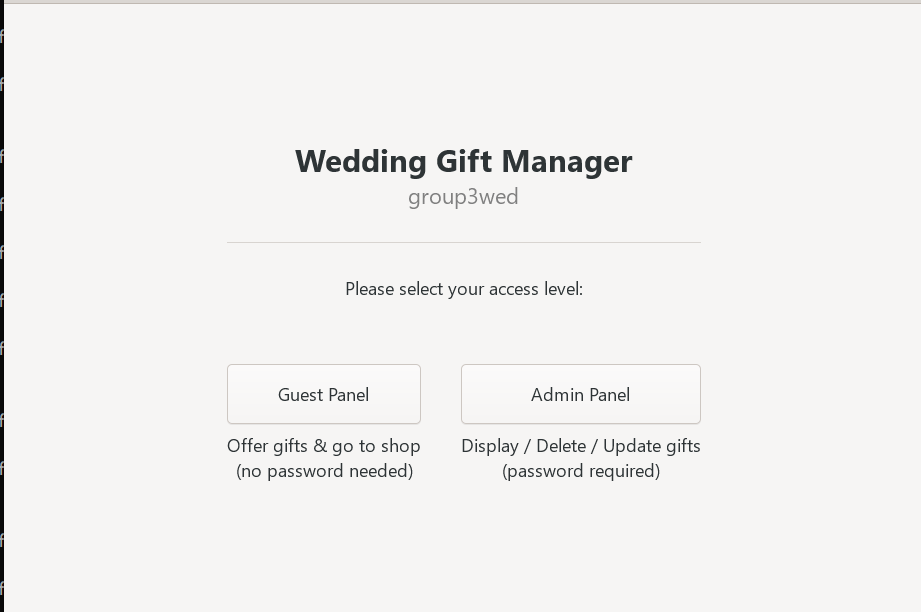 Wedding Gift Manager
group3wed
Please select your access level:
Guest Panel
Admin Panel
Offer gifts & go to shop
(no password needed)
Display / Delete / Update gifts
(password required)